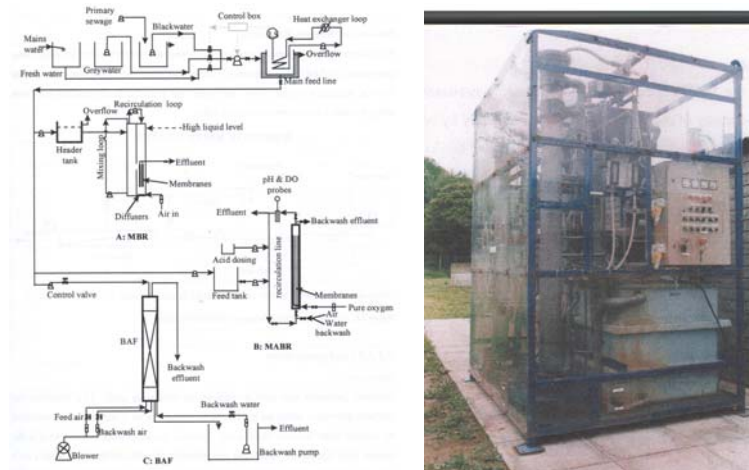 Primary
sewage
Control box
Heat exchanger loop
Blackwater
Mains
water
Overflow
Greywater
Fresh water
Main feed line
Overflow
Recirculation loop
High liquid level
Header
tank
Mixing loop
Effluent
Membranes
Diffusers
Air in
A: MBR
pH & DO
probes
Effluent
Backwash effluent
Acid dosing
recirculation line
Feed tank
Membranes
Pure oxygen
Air
Water
backwash
B: MABR
Control valve
BAF
Backwash
effluent
Feed air
Backwash air
Blower
Backwash water
Effluent
Backwash pump
C: BAF